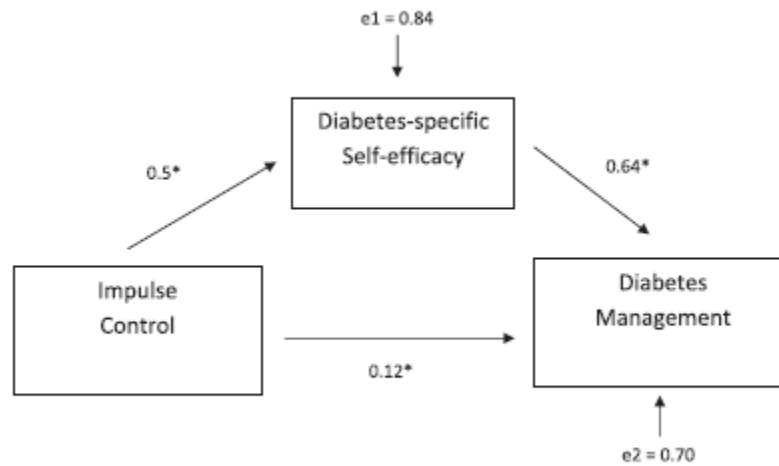 e1 = 0.84
Diabetes-specific
Self-efficacy
0.5*
0.64*
Impulse
Control
Diabetes
Management
0.12*
e2 = 0.70